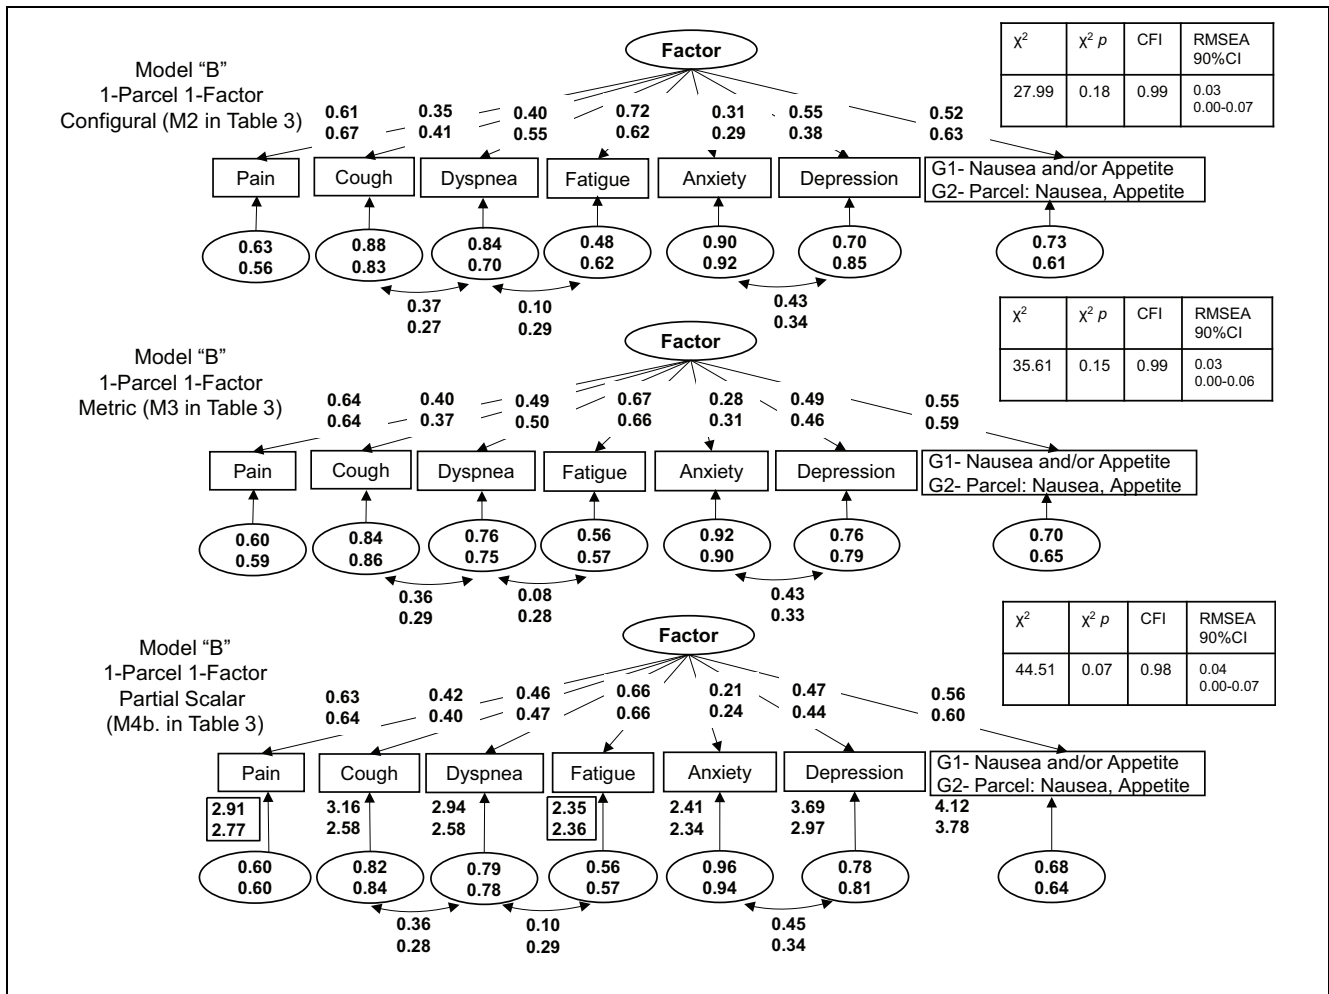 Factor
χ² χ² p CFI RMSEA
90%CI
27.99 0.18 0.99 0.03
0.00-0.07
Model “B”
1-Parcel 1-Factor
Configural (M2 in Table 3)
0.61 0.35 0.40 0.72 0.31 0.55 0.52
0.67 0.41 0.55 0.62 0.29 0.38 0.63
Pain Cough Dyspnea Fatigue Anxiety Depression
G1- Nausea and/or Appetite
G2- Parcel: Nausea, Appetite
0.63 0.88 0.84 0.48 0.90 0.70 0.73
0.56 0.83 0.70 0.62 0.92 0.85 0.61
0.37 0.10 0.43
0.27 0.29 0.34
Factor
χ² χ² p CFI RMSEA
90%CI
35.61 0.15 0.99 0.03
0.00-0.06
Model “B”
1-Parcel 1-Factor
Metric (M3 in Table 3)
0.64 0.40 0.49 0.67 0.28 0.49 0.55
0.64 0.37 0.50 0.66 0.31 0.46 0.59
Pain Cough Dyspnea Fatigue Anxiety Depression
G1- Nausea and/or Appetite
G2- Parcel: Nausea, Appetite
0.60 0.84 0.76 0.56 0.92 0.76 0.70
0.59 0.86 0.75 0.57 0.90 0.79 0.65
0.36 0.08 0.43
0.29 0.28 0.33
Factor
χ² χ² p CFI RMSEA
90%CI
44.51 0.07 0.98 0.04
0.00-0.07
Model “B”
1-Parcel 1-Factor
Partial Scalar
(M4b. in Table 3)
0.63 0.42 0.46 0.66 0.21 0.47 0.56
0.64 0.40 0.47 0.66 0.24 0.44 0.60
Pain Cough Dyspnea Fatigue Anxiety Depression
G1- Nausea and/or Appetite
G2- Parcel: Nausea, Appetite
2.91 3.16 2.94 2.35 2.41 3.69 4.12
2.77 2.58 2.58 2.36 2.34 2.97 3.78
0.60 0.82 0.79 0.56 0.96 0.78 0.68
0.60 0.84 0.78 0.57 0.94 0.81 0.64
0.36 0.10 0.45
0.28 0.29 0.34